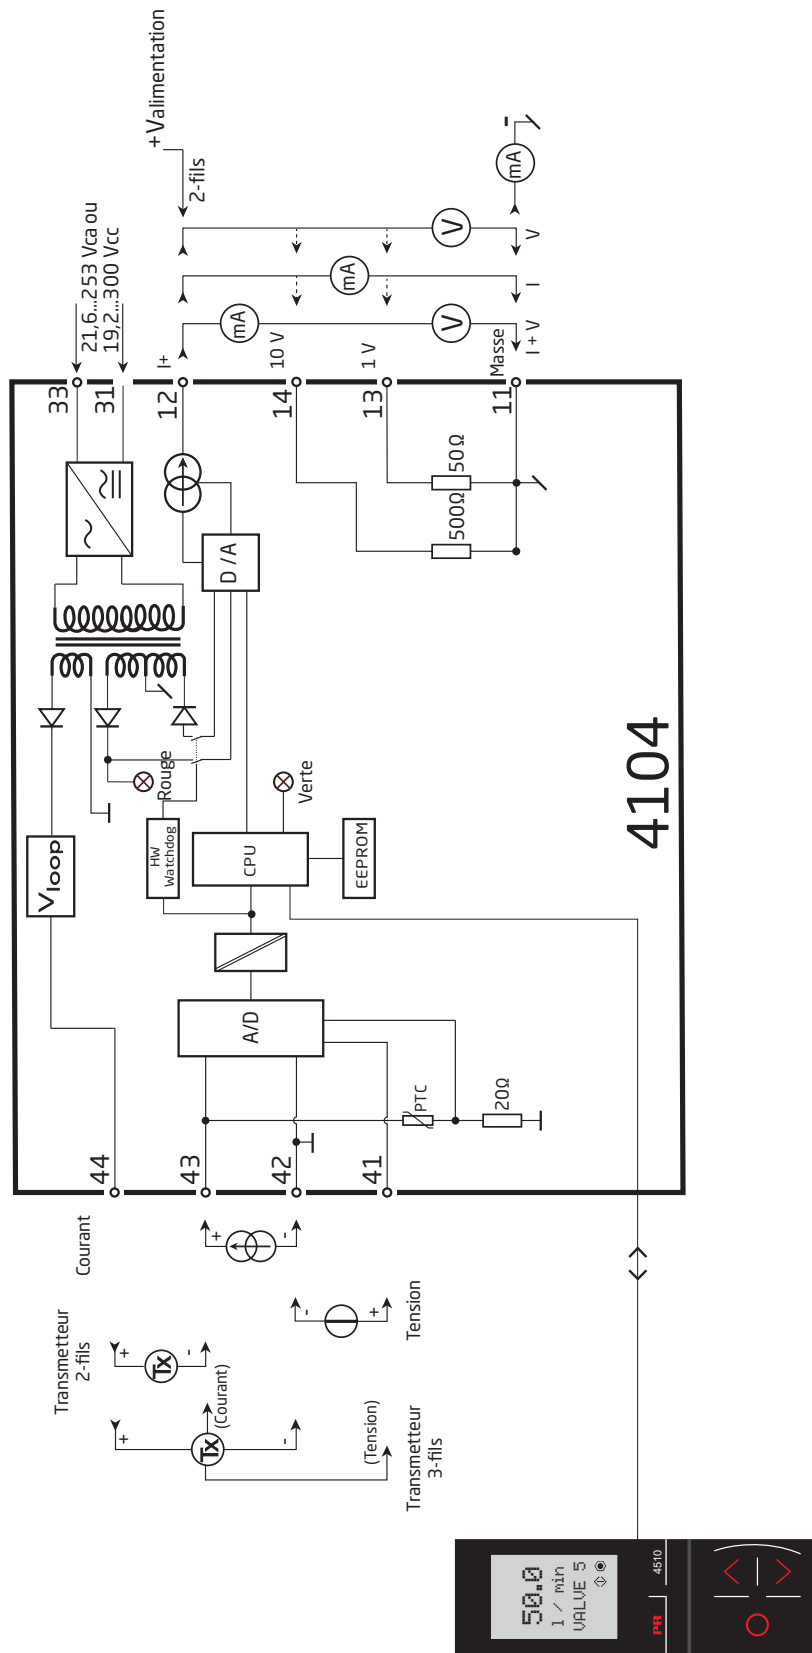 Transmetteur
3-fils
(Tension)
(Courant)
Tx
+
-
Transmetteur
2-fils
Tx
+
-
Tension
-
+
Courant
+
-
44
43
42
41
Vloop
A/D
PTC
20Ω
HW
Watchdog
CPU
EEPROM
Rouge
Verte
D/A
500Ω
50Ω
4104
33
31
12
14
13
11
21,6...253 Vca ou
19,2...300 Vcc
I+
10 V
1 V
Masse
mA
V
I + V
mA
I
V
V
2-fils
+Valimentation
mA
-
50.0
l / min
VALVE 5
PR
4510